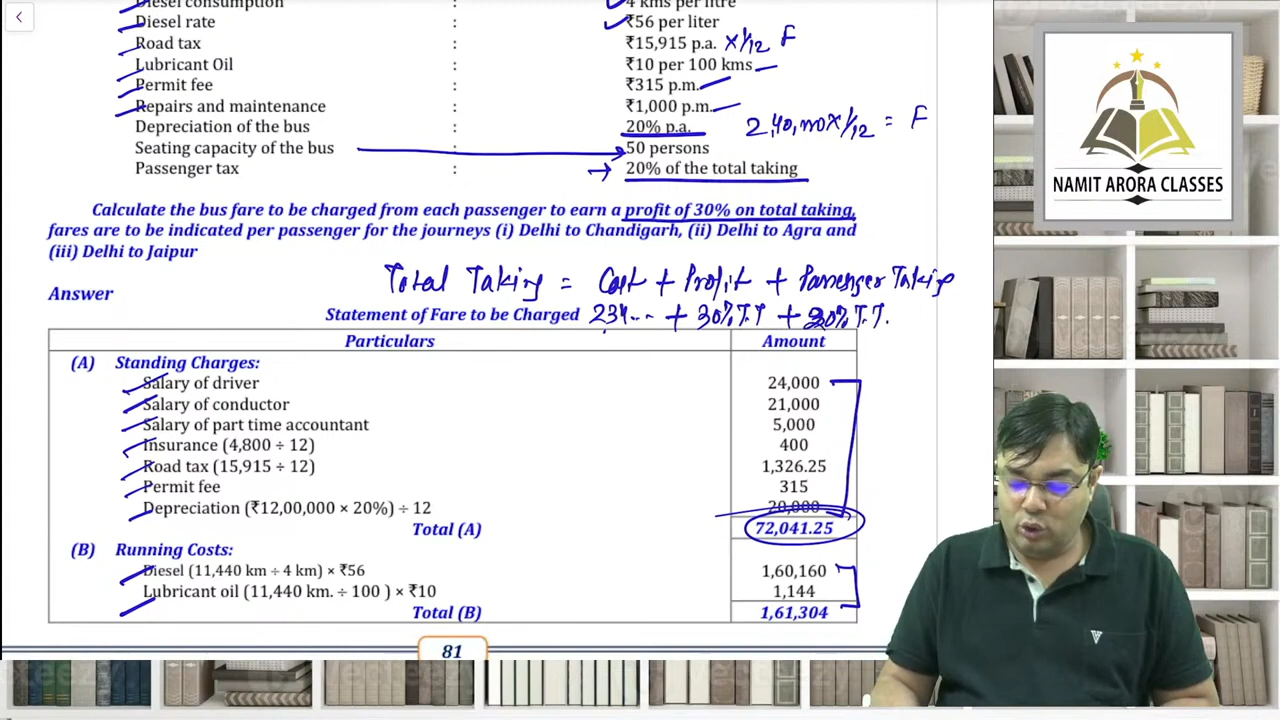 Diesel consumption : 4 kms per litre
Diesel rate : ₹56 per liter
Road tax : ₹15,915 p.a. x 1/12 F
Lubricant Oil : ₹10 per 100 kms
Permit fee : ₹315 p.m.
Repairs and maintenance : ₹1,000 p.m.
Depreciation of the bus : 20% p.a. 2,40,000 x 1/12 = F
Seating capacity of the bus : 50 persons
Passenger tax : 20% of the total taking
Calculate the bus fare to be charged from each passenger to earn a profit of 30% on total taking,
fares are to be indicated per passenger for the journeys (i) Delhi to Chandigarh, (ii) Delhi to Agra and
(iii) Delhi to Jaipur
Total Taking = Cost + Profit + Passenger Taking
Answer
Statement of Fare to be Charged 234... + 30% T.T + 20% T.T.
Particulars Amount
(A) Standing Charges:
Salary of driver 24,000
Salary of conductor 21,000
Salary of part time accountant 5,000
Insurance (4,800 ÷ 12) 400
Road tax (15,915 ÷ 12) 1,326.25
Permit fee 315
Depreciation (₹12,00,000 × 20%) ÷ 12 20,000
Total (A) 72,041.25
(B) Running Costs:
Diesel (11,440 km ÷ 4 km) × ₹56 1,60,160
Lubricant oil (11,440 km. ÷ 100 ) × ₹10 1,144
Total (B) 1,61,304
81
NAMIT ARORA CLASSES